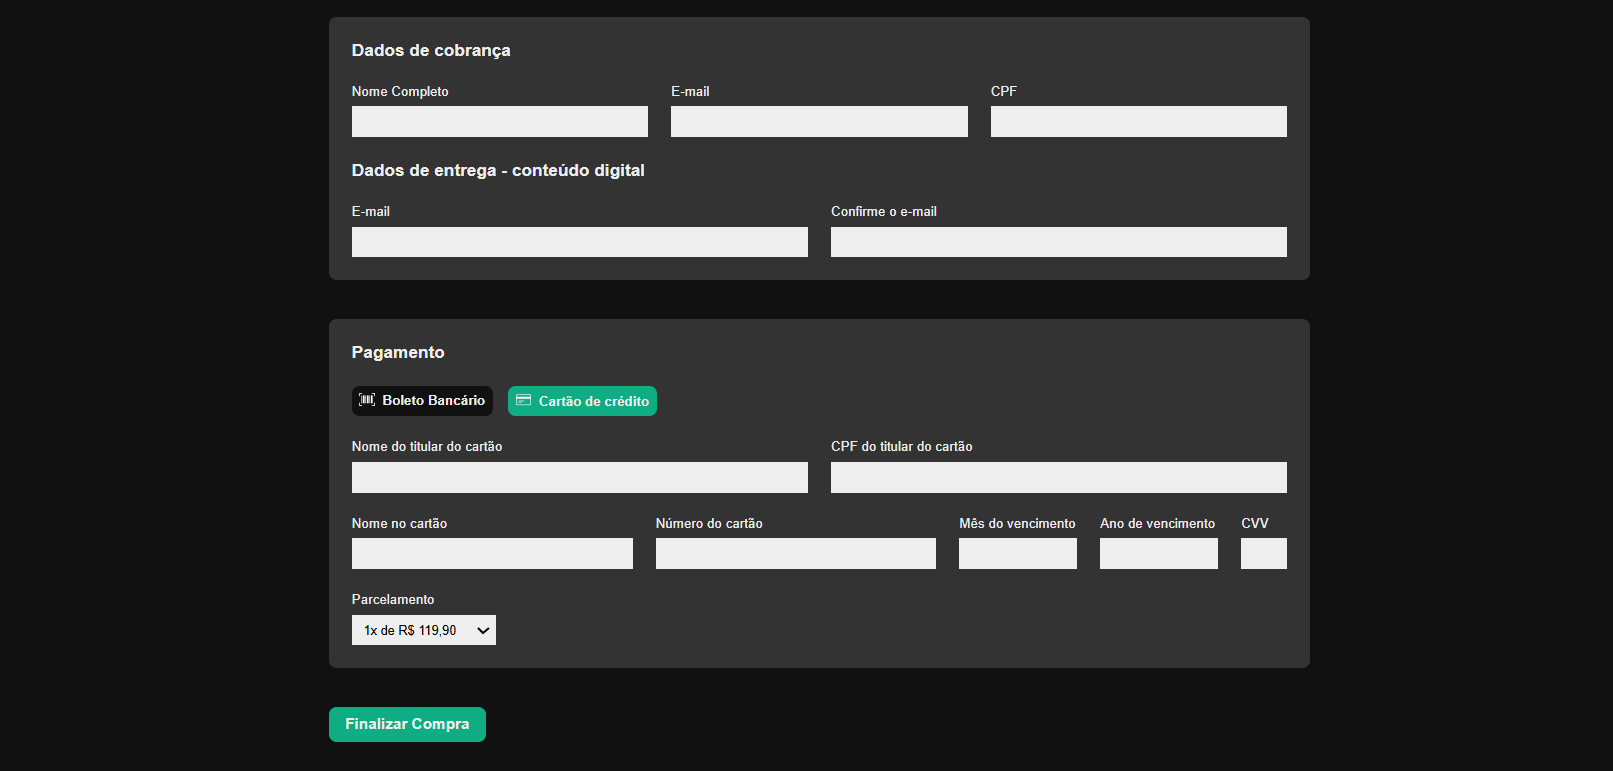 Dados de cobrança
Nome Completo E-mail CPF
Dados de entrega - conteúdo digital
E-mail Confirme o e-mail
Pagamento
Boleto Bancário Cartão de crédito
Nome do titular do cartão CPF do titular do cartão
Nome no cartão Número do cartão Mês do vencimento Ano de vencimento CVV
Parcelamento
1x de R$ 119,90
Finalizar Compra